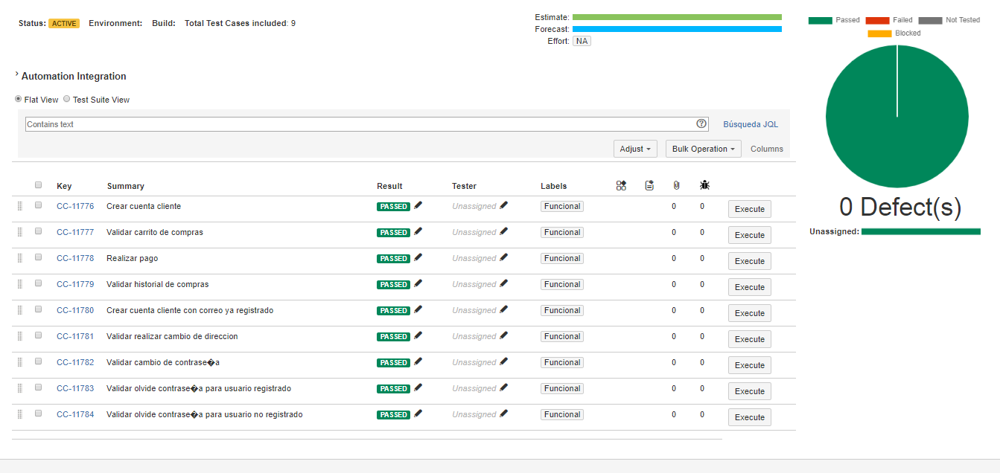 Status: ACTIVE Environment: Build: Total Test Cases included: 9
Estimate:
Forecast:
Effort: NA
Passed Failed Not Tested
Blocked
› Automation Integration
Flat View Test Suite View
Contains text Búsqueda JQL
Adjust Bulk Operation Columns
Key Summary Result Tester Labels
CC-11776 Crear cuenta cliente PASSED Unassigned Funcional 0 0 Execute
CC-11777 Validar carrito de compras PASSED Unassigned Funcional 0 0 Execute
CC-11778 Realizar pago PASSED Unassigned Funcional 0 0 Execute
CC-11779 Validar historial de compras PASSED Unassigned Funcional 0 0 Execute
CC-11780 Crear cuenta cliente con correo ya registrado PASSED Unassigned Funcional 0 0 Execute
CC-11781 Validar realizar cambio de direccion PASSED Unassigned Funcional 0 0 Execute
CC-11782 Validar cambio de contrase�a PASSED Unassigned Funcional 0 0 Execute
CC-11783 Validar olvide contrase�a para usuario registrado PASSED Unassigned Funcional 0 0 Execute
CC-11784 Validar olvide contrase�a para usuario no registrado PASSED Unassigned Funcional 0 0 Execute
0 Defect(s)
Unassigned: